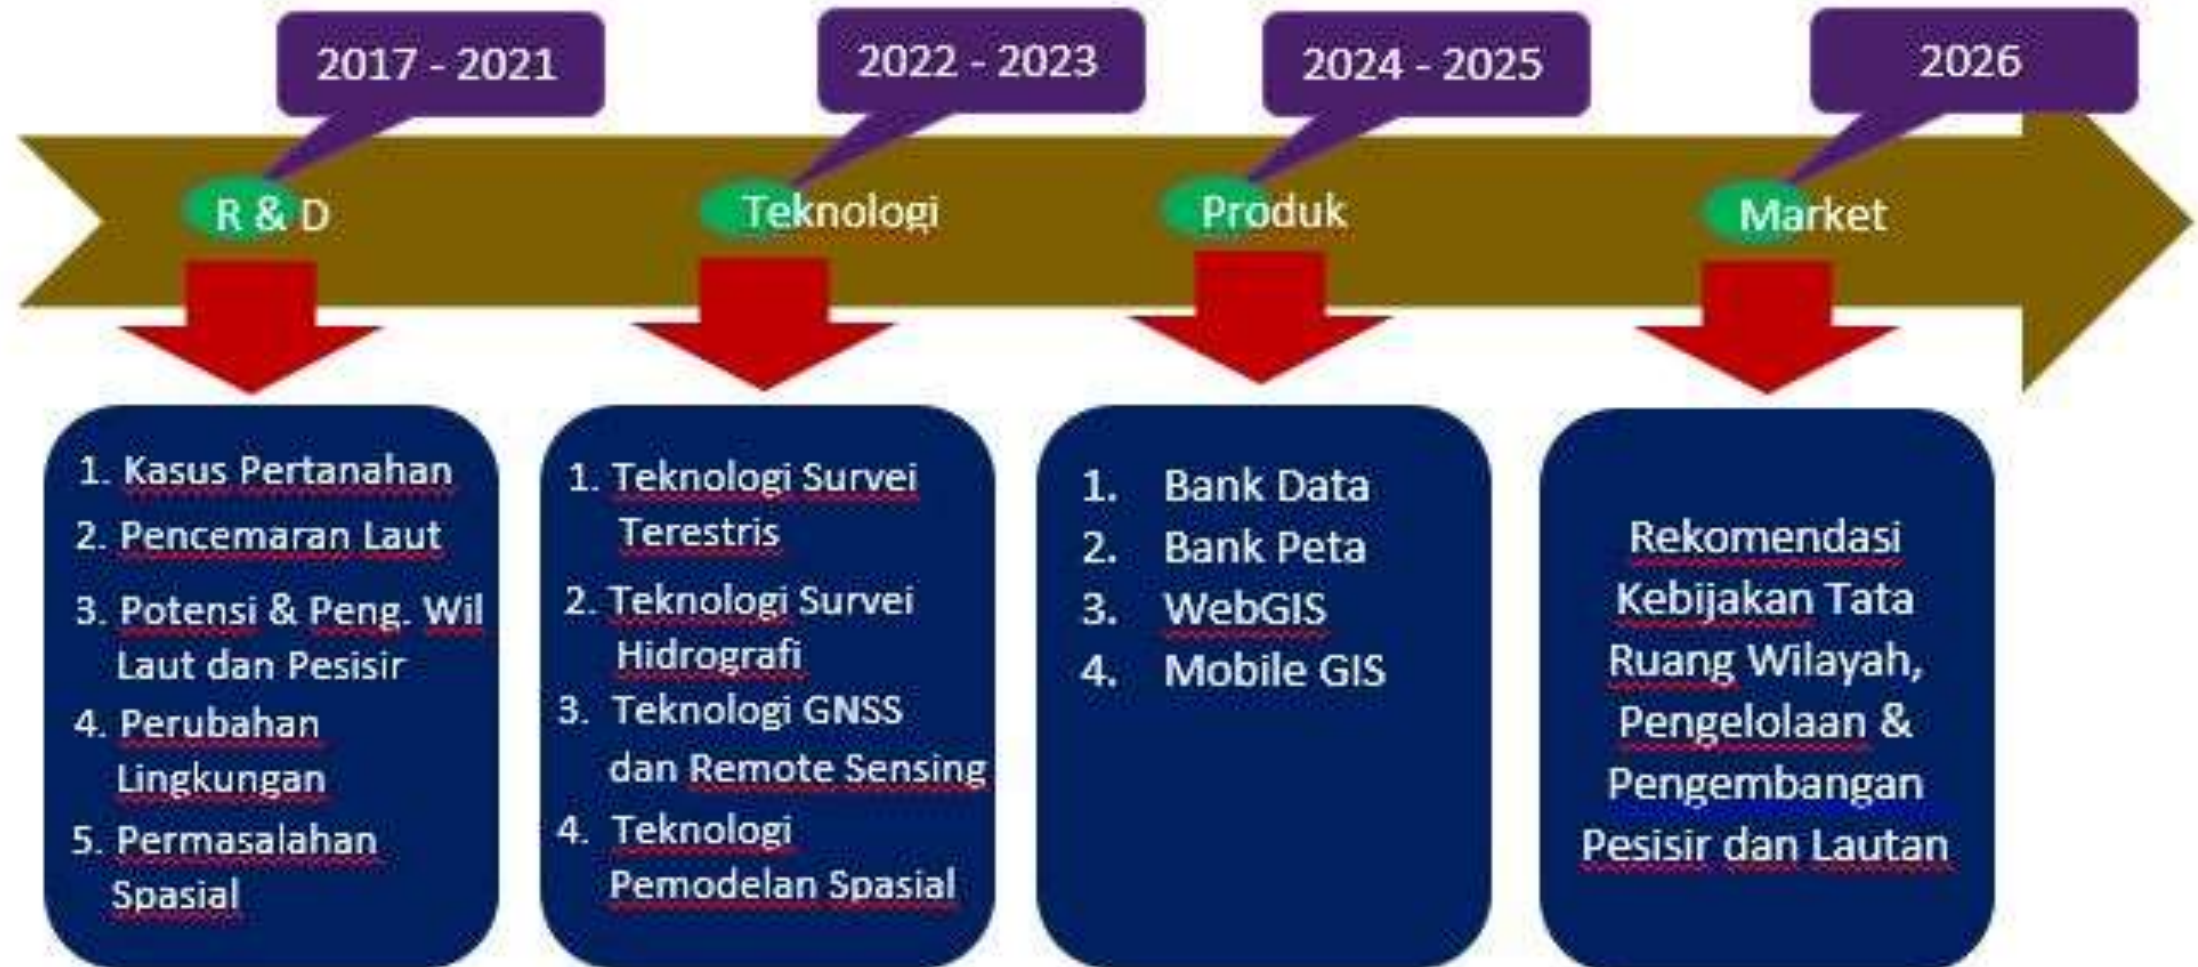 2017 - 2021
2022 - 2023
2024 - 2025
2026
R & D
Teknologi
Produk
Market
1. Kasus Pertanahan
2. Pencemaran Laut
3. Potensi & Peng. Wil
Laut dan Pesisir
4. Perubahan
Lingkungan
5. Permasalahan
Spasial
1. Teknologi Survei
Terestris
2. Teknologi Survei
Hidrografi
3. Teknologi GNSS
dan Remote Sensing
4. Teknologi
Pemodelan Spasial
1. Bank Data
2. Bank Peta
3. WebGIS
4. Mobile GIS
Rekomendasi
Kebijakan Tata
Ruang Wilayah,
Pengelolaan &
Pengembangan
Pesisir dan Lautan